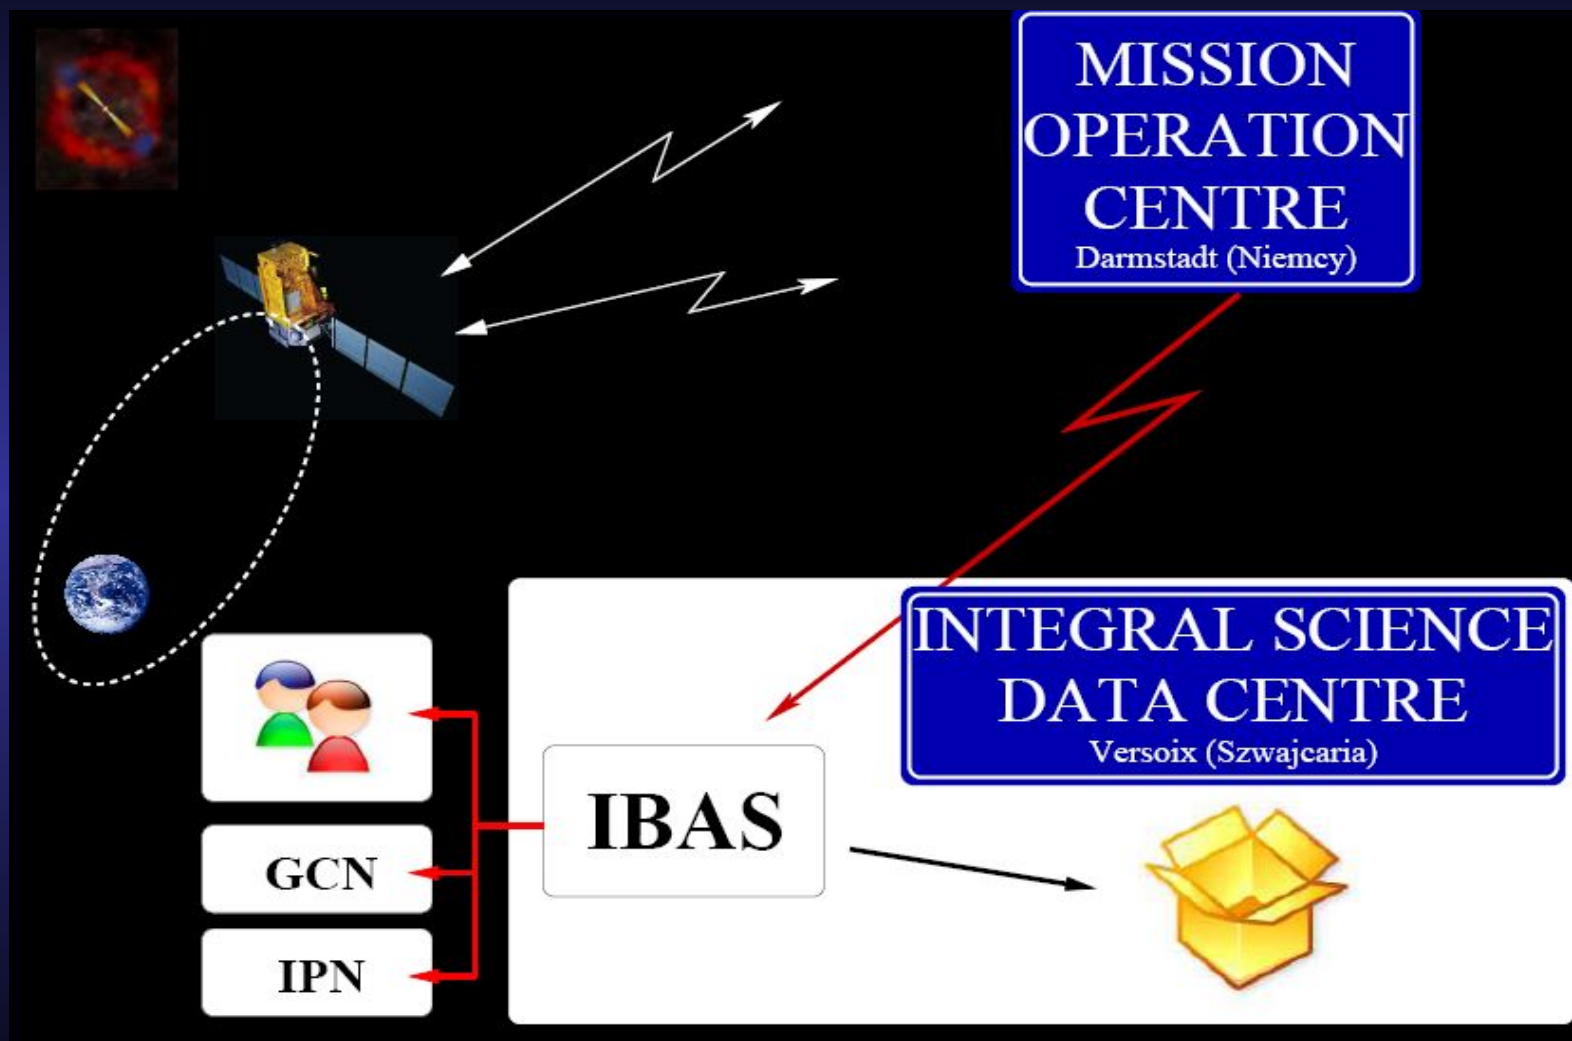 MISSION
OPERATION
CENTRE
Darmstadt (Niemcy)
INTEGRAL SCIENCE
DATA CENTRE
Versoix (Szwajcaria)
IBAS
GCN
IPN